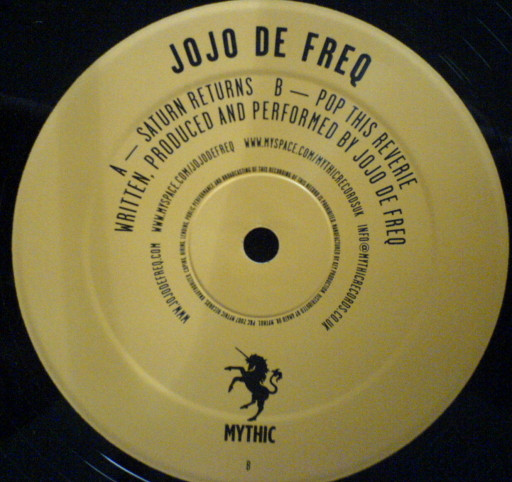 JOJO DE FREQ
A — SATURN RETURNS B — POP THIS REVERIE
WRITTEN, PRODUCED AND PERFORMED BY JOJO DE FREQ
WWW.JOJODEFREQ.COM WWW.MYSPACE.COM/JOJODEFREQ WWW.MYSPACE.COM/MYTHICRECORDSUK INFO@MYTHICRECORDS.CO.UK
MYTHIC
B